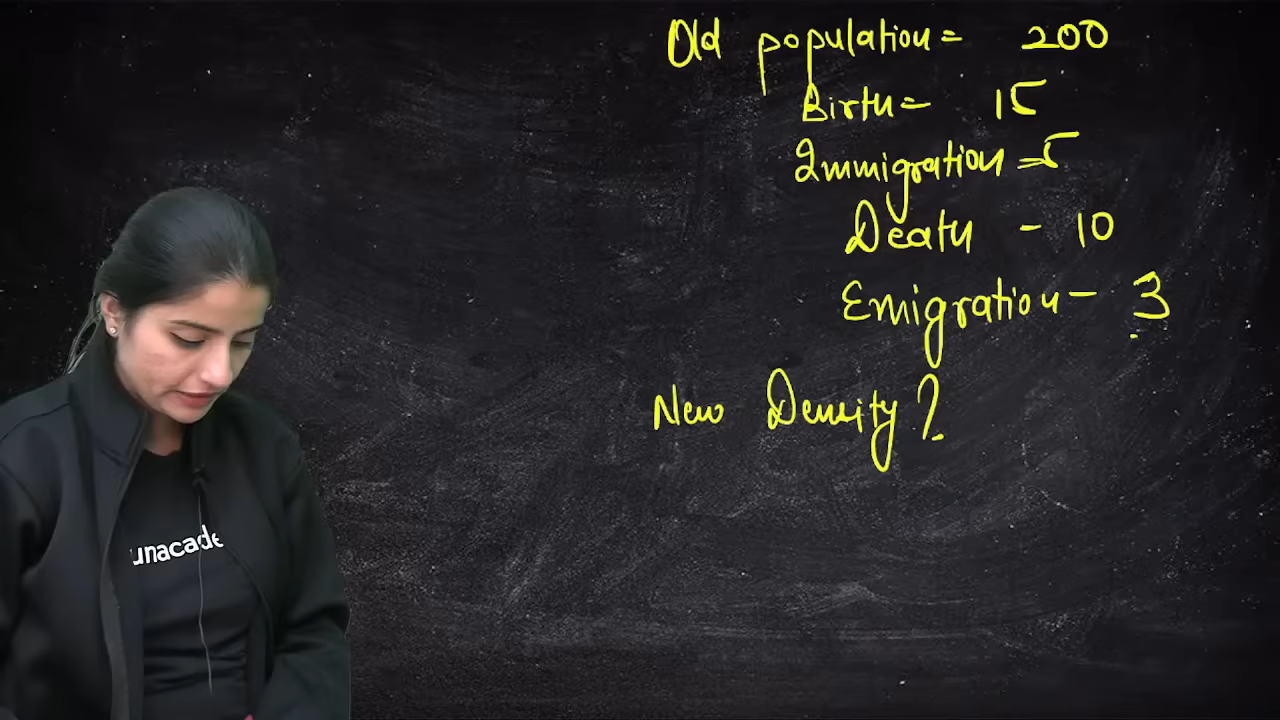 Old population = 200
Birth = 15
Immigration = 5
Death - 10
Emigration - 3
New Density?
unacade